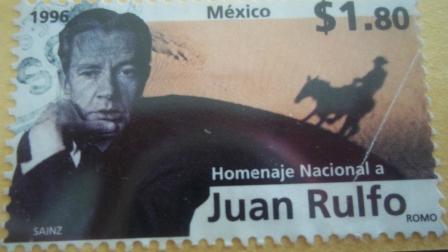 1996
México
$1.80
Homenaje Nacional a
Juan Rulfo
SAINZ
ROMO